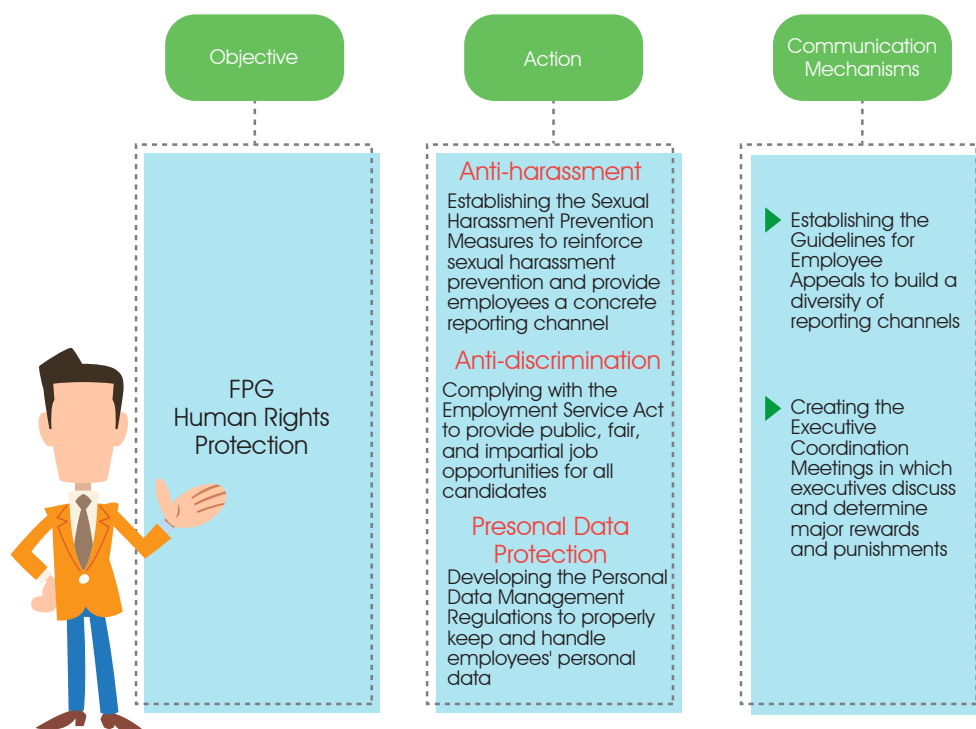 Objective
FPG
Human Rights
Protection
Action
Anti-harassment
Establishing the Sexual
Harassment Prevention
Measures to reinforce
sexual harassment
prevention and provide
employees a concrete
reporting channel
Anti-discrimination
Complying with the
Employment Service Act
to provide public, fair,
and impartial job
opportunities for all
candidates
Presonal Data
Protection
Developing the Personal
Data Management
Regulations to properly
keep and handle
employees' personal
data
Communication
Mechanisms
Establishing the
Guidelines for
Employee
Appeals to build a
diversity of
reporting channels
Creating the
Executive
Coordination
Meetings in which
executives discuss
and determine
major rewards
and punishments